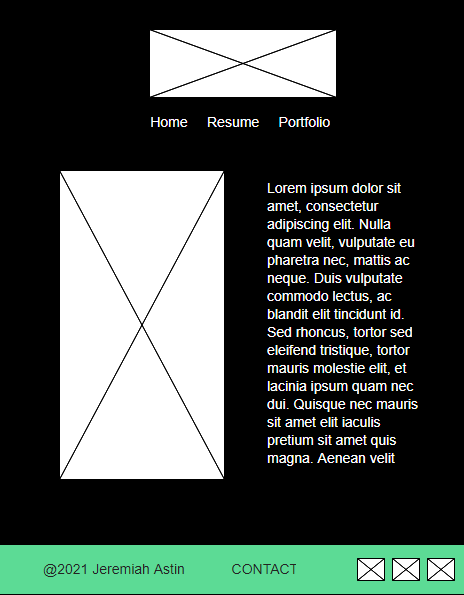 Home Resume Portfolio
Lorem ipsum dolor sit
amet, consectetur
adipiscing elit. Nulla
quam velit, vulputate eu
pharetra nec, mattis ac
neque. Duis vulputate
commodo lectus, ac
blandit elit tincidunt id.
Sed rhoncus, tortor sed
eleifend tristique, tortor
mauris molestie elit, et
lacinia ipsum quam nec
dui. Quisque nec mauris
sit amet elit iaculis
pretium sit amet quis
magna. Aenean velit
@2021 Jeremiah Astin CONTACT